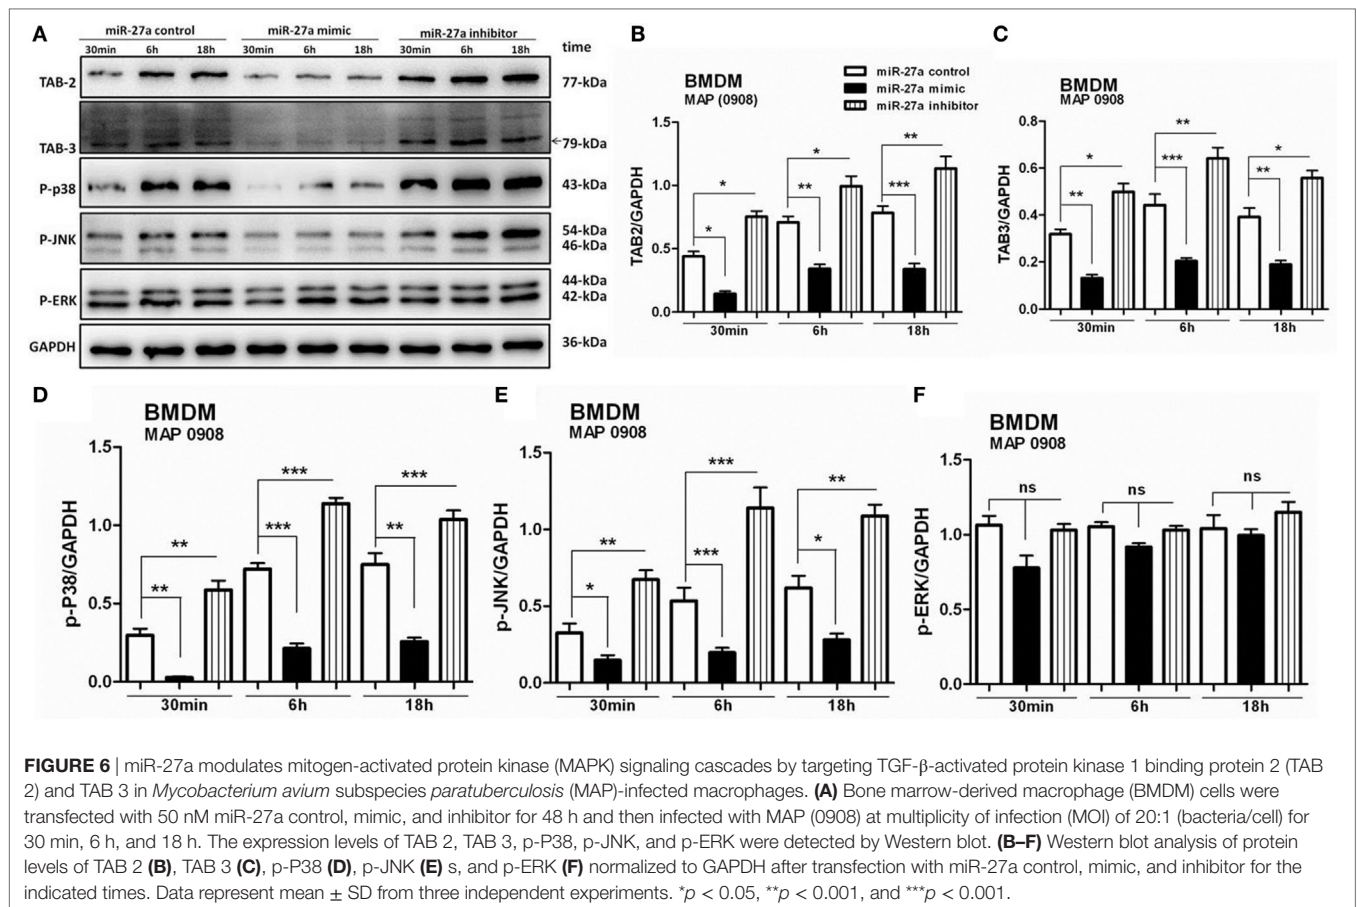 A
miR-27a control miR-27a mimic miR-27a inhibitor
30min 6h 18h 30min 6h 18h 30min 6h 18h time
TAB-2 77-kDa
TAB-3 79-kDa
P-p38 43-kDa
P-JNK 54-kDa
46-kDa
P-ERK 44-kDa
42-kDa
GAPDH 36-kDa
B
BMDM
MAP (0908)
miR-27a control
miR-27a mimic
miR-27a inhibitor
TAB2/GAPDH
1.5
1.0
0.5
0.0
* * ** * *** **
30min 6h 18h
C
BMDM
MAP 0908
TAB3/GAPDH
0.8
0.6
0.4
0.2
0.0
** * *** ** ** *
30min 6h 18h
D
BMDM
MAP 0908
p-P38/GAPDH
1.5
1.0
0.5
0.0
** ** *** *** ** ***
30min 6h 18h
E
BMDM
MAP 0908
p-JNK/GAPDH
1.5
1.0
0.5
0.0
* ** *** *** * **
30min 6h 18h
F
BMDM
MAP 0908
p-ERK/GAPDH
1.5
1.0
0.5
0.0
ns ns ns
30min 6h 18h
FIGURE 6 | miR-27a modulates mitogen-activated protein kinase (MAPK) signaling cascades by targeting TGF-β-activated protein kinase 1 binding protein 2 (TAB
2) and TAB 3 in Mycobacterium avium subspecies paratuberculosis (MAP)-infected macrophages. (A) Bone marrow-derived macrophage (BMDM) cells were
transfected with 50 nM miR-27a control, mimic, and inhibitor for 48 h and then infected with MAP (0908) at multiplicity of infection (MOI) of 20:1 (bacteria/cell) for
30 min, 6 h, and 18 h. The expression levels of TAB 2, TAB 3, p-P38, p-JNK, and p-ERK were detected by Western blot. (B–F) Western blot analysis of protein
levels of TAB 2 (B), TAB 3 (C), p-P38 (D), p-JNK (E) s, and p-ERK (F) normalized to GAPDH after transfection with miR-27a control, mimic, and inhibitor for the
indicated times. Data represent mean ± SD from three independent experiments. *p < 0.05, **p < 0.001, and ***p < 0.001.